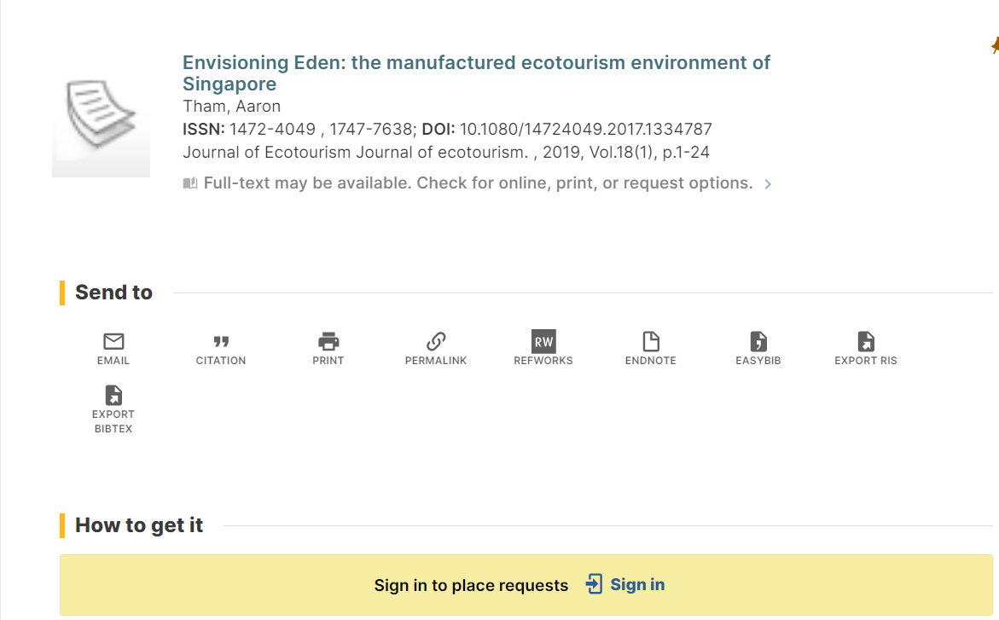 Envisioning Eden: the manufactured ecotourism environment of
Singapore
Tham, Aaron
ISSN: 1472-4049 , 1747-7638; DOI: 10.1080/14724049.2017.1334787
Journal of Ecotourism Journal of ecotourism. , 2019, Vol.18(1), p.1-24
Full-text may be available. Check for online, print, or request options.
Send to
EMAIL
CITATION
PRINT
PERMALINK
RW
REFWORKS
ENDNOTE
EASYBIB
EXPORT RIS
EXPORT
BIBTEX
How to get it
Sign in to place requests Sign in